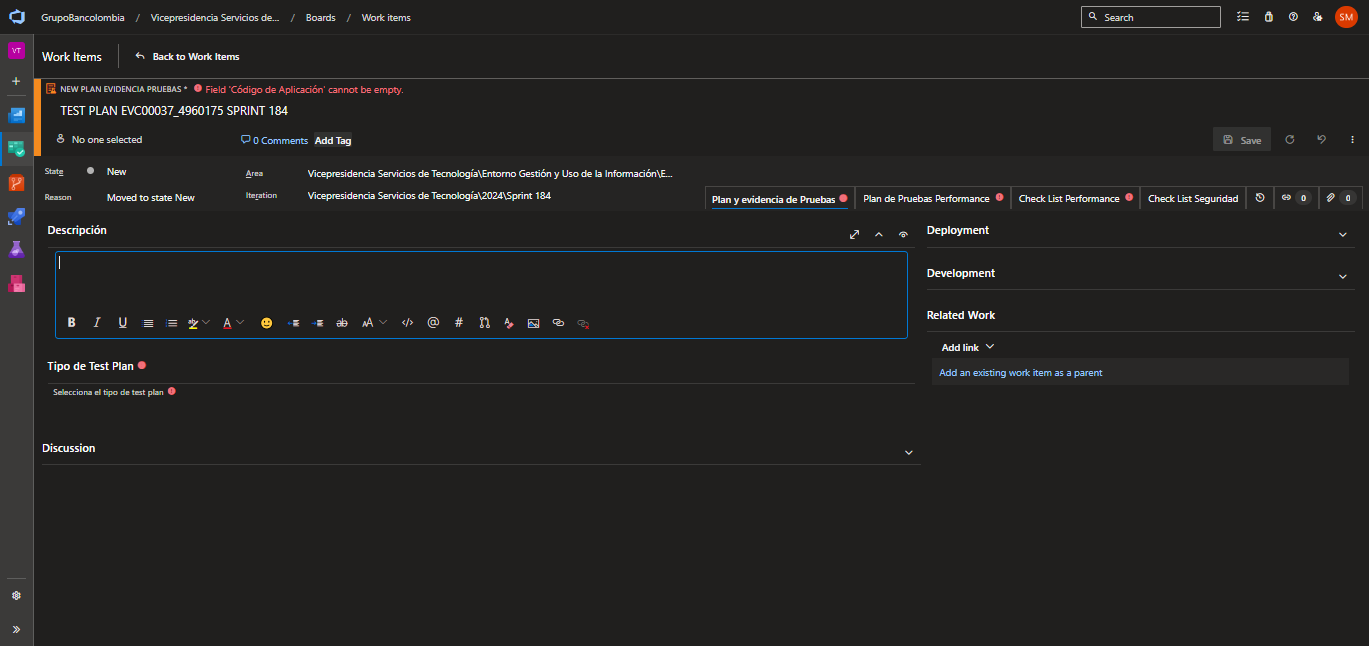 GrupoBancolombia / Vicepresidencia Servicios de... / Boards / Work items
Search
SM
VT
Work Items
Back to Work Items
NEW PLAN EVIDENCIA PRUEBAS * Field 'Código de Aplicación' cannot be empty.
TEST PLAN EVC00037_4960175 SPRINT 184
No one selected
0 Comments
Add Tag
Save
State New
Area Vicepresidencia Servicios de Tecnología\Entorno Gestión y Uso de la Información\E...
Reason Moved to state New
Iteration Vicepresidencia Servicios de Tecnología\2024\Sprint 184
Plan y evidencia de Pruebas
Plan de Pruebas Performance
Check List Performance
Check List Seguridad
0
0
Descripción
Tipo de Test Plan
Selecciona el tipo de test plan
Discussion
Deployment
Development
Related Work
Add link
Add an existing work item as a parent